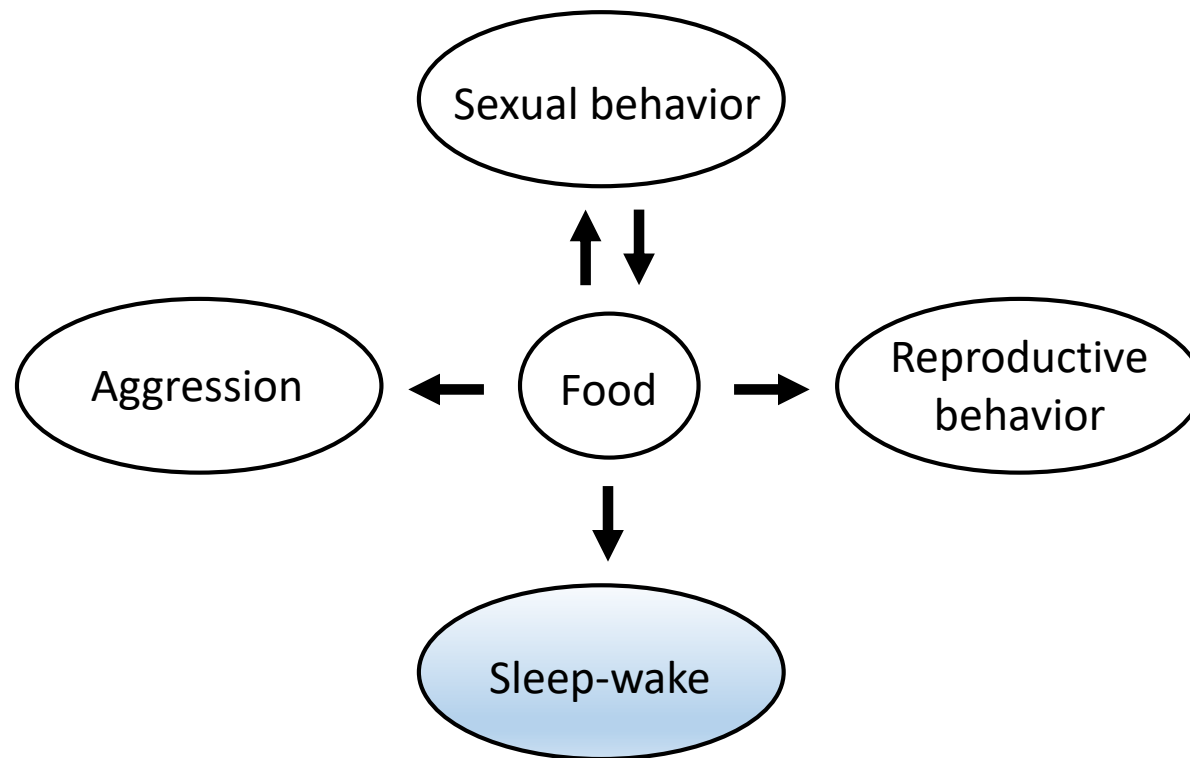 Sexual behavior
Aggression
Food
Reproductive
behavior
Sleep-wake